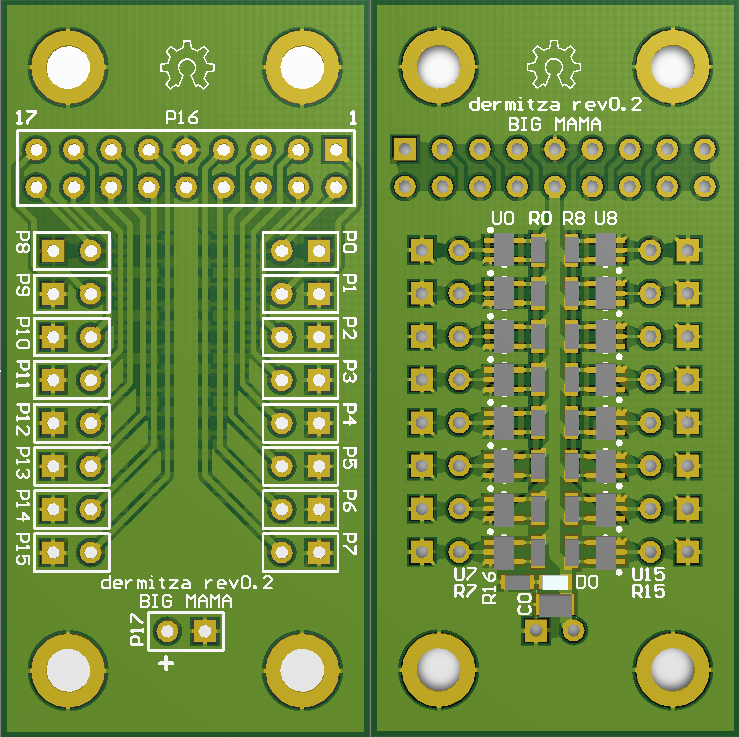 17 P16 1
P8 P0
P9 P1
P10 P2
P11 P3
P12 P4
P13 P5
P14 P6
P15 P7
dermitza rev0.2
BIG MAMA
P17
+
dermitza rev0.2
BIG MAMA
U0 R0 R8 U8
U7 U15
R7 R15
R16 D0
C0